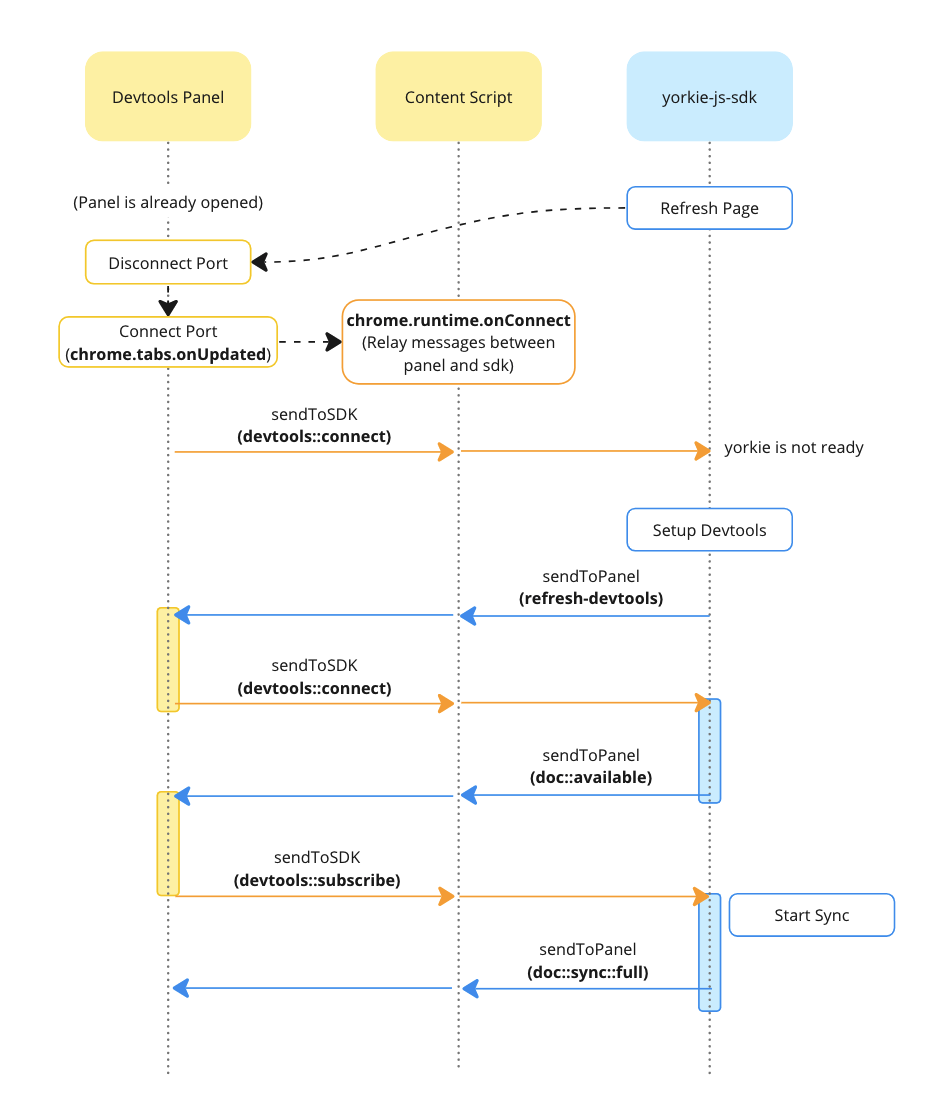 Devtools Panel
Content Script
yorkie-js-sdk
(Panel is already opened)
Refresh Page
Disconnect Port
Connect Port
(chrome.tabs.onUpdated)
chrome.runtime.onConnect
(Relay messages between
panel and sdk)
sendToSDK
(devtools::connect)
yorkie is not ready
Setup Devtools
sendToPanel
(refresh-devtools)
sendToSDK
(devtools::connect)
sendToPanel
(doc::available)
sendToSDK
(devtools::subscribe)
Start Sync
sendToPanel
(doc::sync::full)